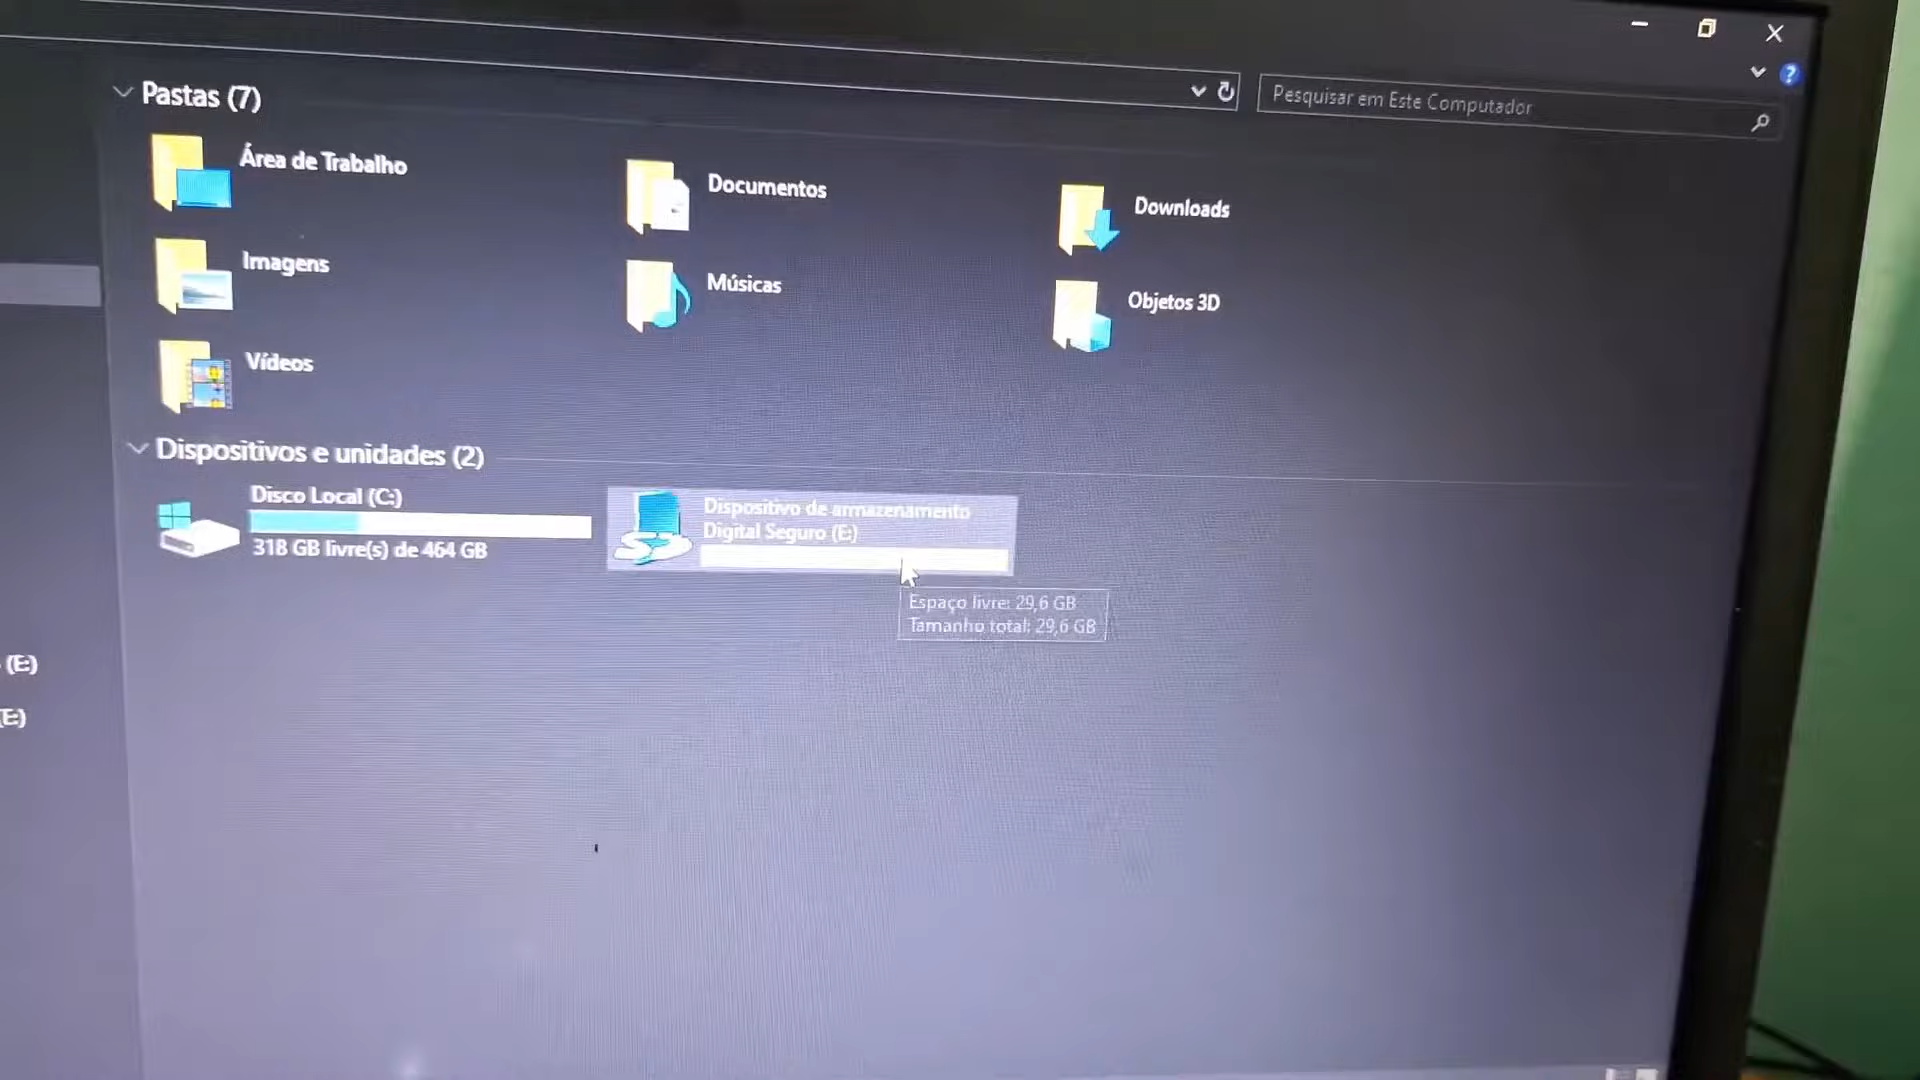 Pesquisar em Este Computador
Pastas (7)
Área de Trabalho
Documentos
Downloads
Imagens
Músicas
Objetos 3D
Vídeos
Dispositivos e unidades (2)
Disco Local (C:)
318 GB livre(s) de 464 GB
Dispositivo de armazenamento
Digital Seguro (E:)
Espaço livre: 29,6 GB
Tamanho total: 29,6 GB
(E:)
(E:)